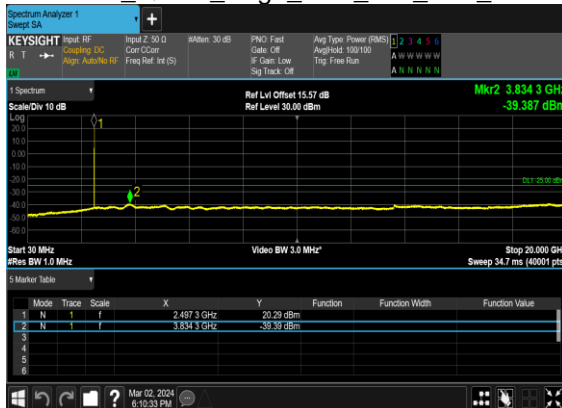 Spectrum Analyzer 1
Swept SA
+
KEYSIGHT Input: RF Input Z: 50 Ω #Atten: 30 dB PNO: Fast Avg Type: Power (RMS) 1 2 3 4 5 6
R T Coupling: DC Corr CCorr Gate: Off Avg|Hold: 100/100 A W W W W W
Align: Auto/No RF Freq Ref: Int (S) IF Gain: Low Trig: Free Run
LXI Sig Track: Off A N N N N N
1 Spectrum Ref Lvl Offset 15.57 dB Mkr2 3.834 3 GHz
Scale/Div 10 dB Ref Level 30.00 dBm -39.387 dBm
Log
20.0 1
10.0
0.00
-10.0
-20.0 DL1 -25.00 dBm
-30.0 2
-40.0
-50.0
-60.0
Start 30 MHz Video BW 3.0 MHz* Stop 20.000 GHz
#Res BW 1.0 MHz Sweep 34.7 ms (40001 pts)
5 Marker Table
Mode Trace Scale X Y Function Function Width Function Value
1 N 1 f 2.497 3 GHz 20.29 dBm
2 N 1 f 3.834 3 GHz -39.39 dBm
3
4
5
6
? Mar 02, 2024
6:10:33 PM